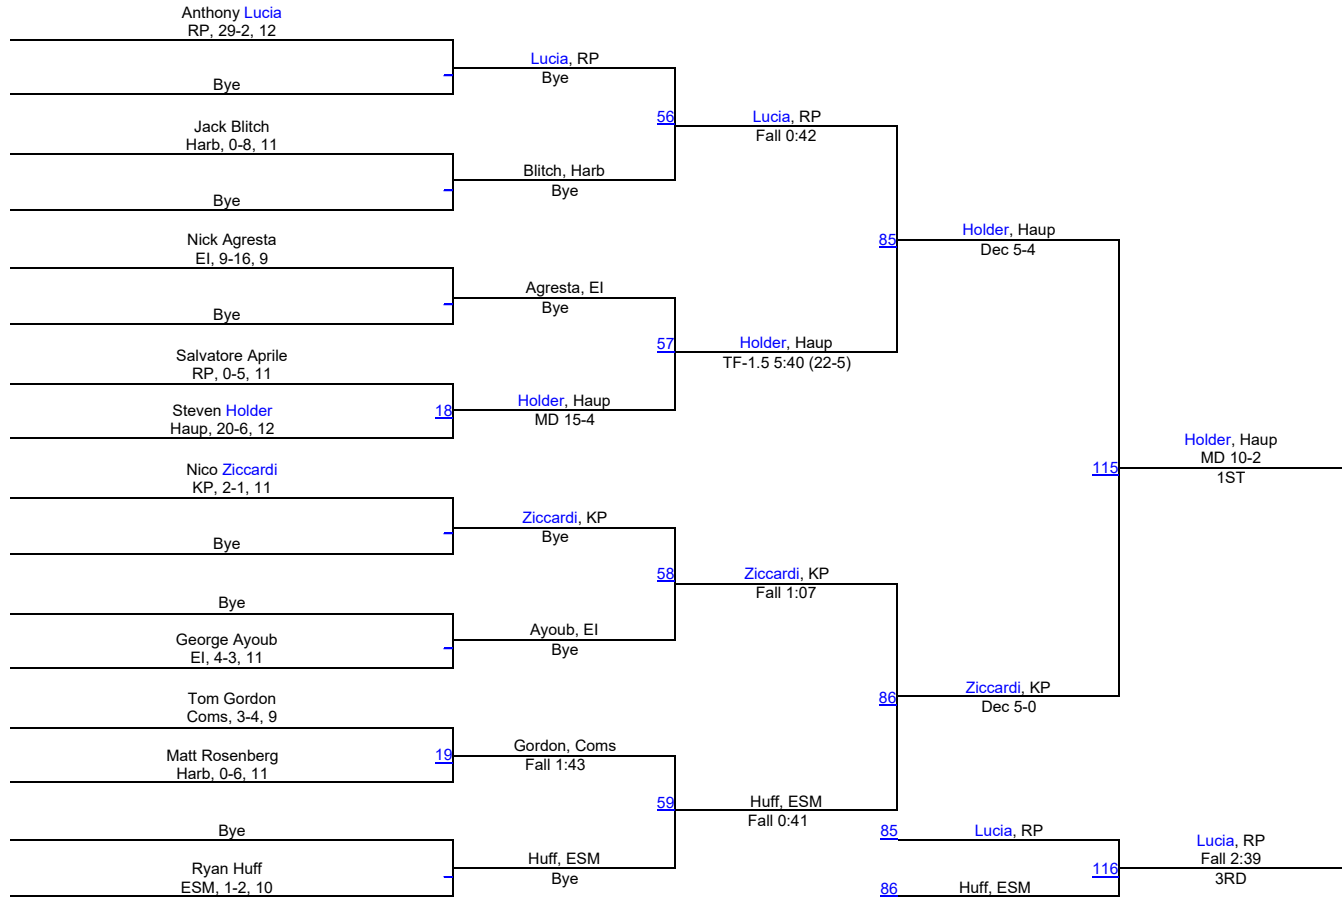 Anthony Lucia
RP, 29-2, 12
Bye
Jack Blitch
Harb, 0-8, 11
Bye
Nick Agresta
EI, 9-16, 9
Bye
Salvatore Aprile
RP, 0-5, 11
Steven Holder
Haup, 20-6, 12
18
Nico Ziccardi
KP, 2-1, 11
Bye
Bye
George Ayoub
EI, 4-3, 11
Tom Gordon
Coms, 3-4, 9
Matt Rosenberg
Harb, 0-6, 11
19
Bye
Ryan Huff
ESM, 1-2, 10
Lucia, RP
Bye
56
Blitch, Harb
Bye
Agresta, EI
Bye
57
Holder, Haup
MD 15-4
Ziccardi, KP
Bye
58
Ayoub, EI
Bye
Gordon, Coms
Fall 1:43
59
Huff, ESM
Bye
Lucia, RP
Fall 0:42
85
Holder, Haup
TF-1.5 5:40 (22-5)
Ziccardi, KP
Fall 1:07
86
Huff, ESM
Fall 0:41
Holder, Haup
Dec 5-4
115
Ziccardi, KP
Dec 5-0
Holder, Haup
MD 10-2
1ST
85
Lucia, RP
116
86
Huff, ESM
Lucia, RP
Fall 2:39
3RD